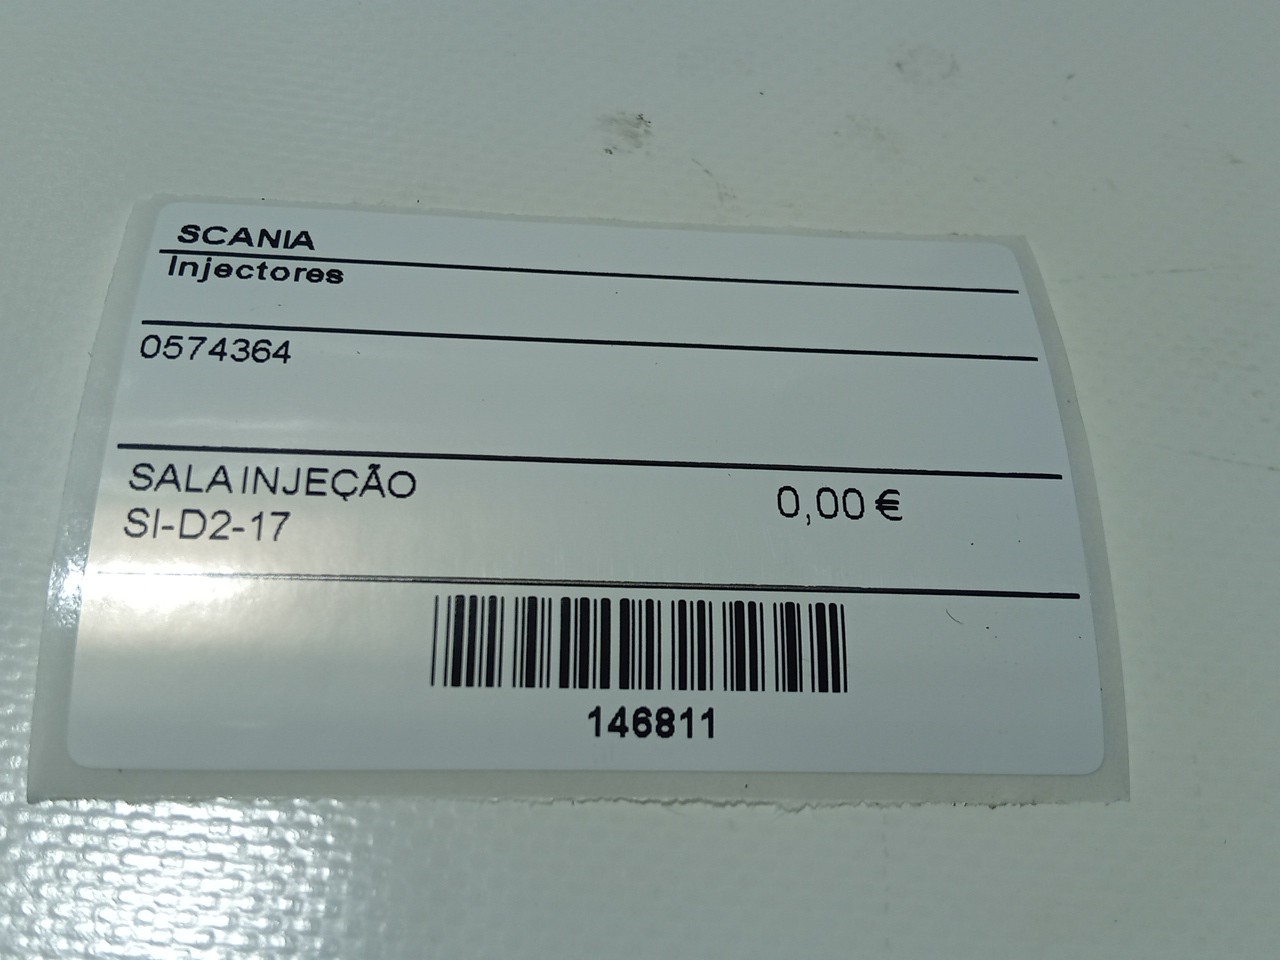 SCANIA
Injectores
0574364
SALA INJEÇÃO
0,00 €
SI-D2-17
146811